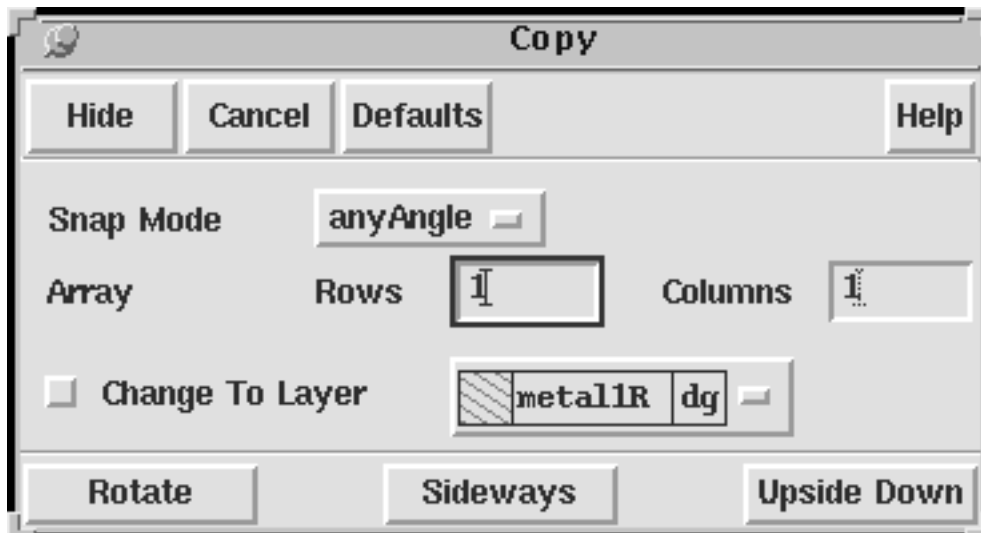 Copy
Hide Cancel Defaults Help
Snap Mode anyAngle
Array Rows 1 Columns 1
Change To Layer metal1R dg
Rotate Sideways Upside Down